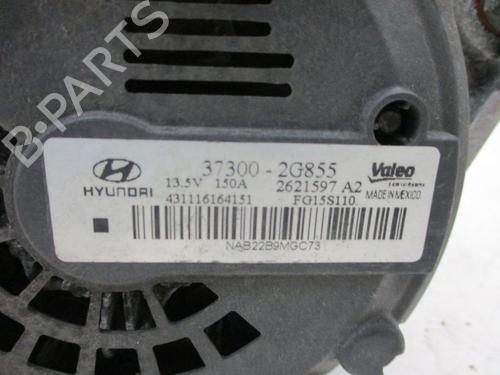 B-PARTS
37300 - 2G855
HYUNDAI
13.5V 150A
2621597 A2
Valeo
431116164151
FG15S110.
MADE IN MEXICO.
NAB22B9MGC73